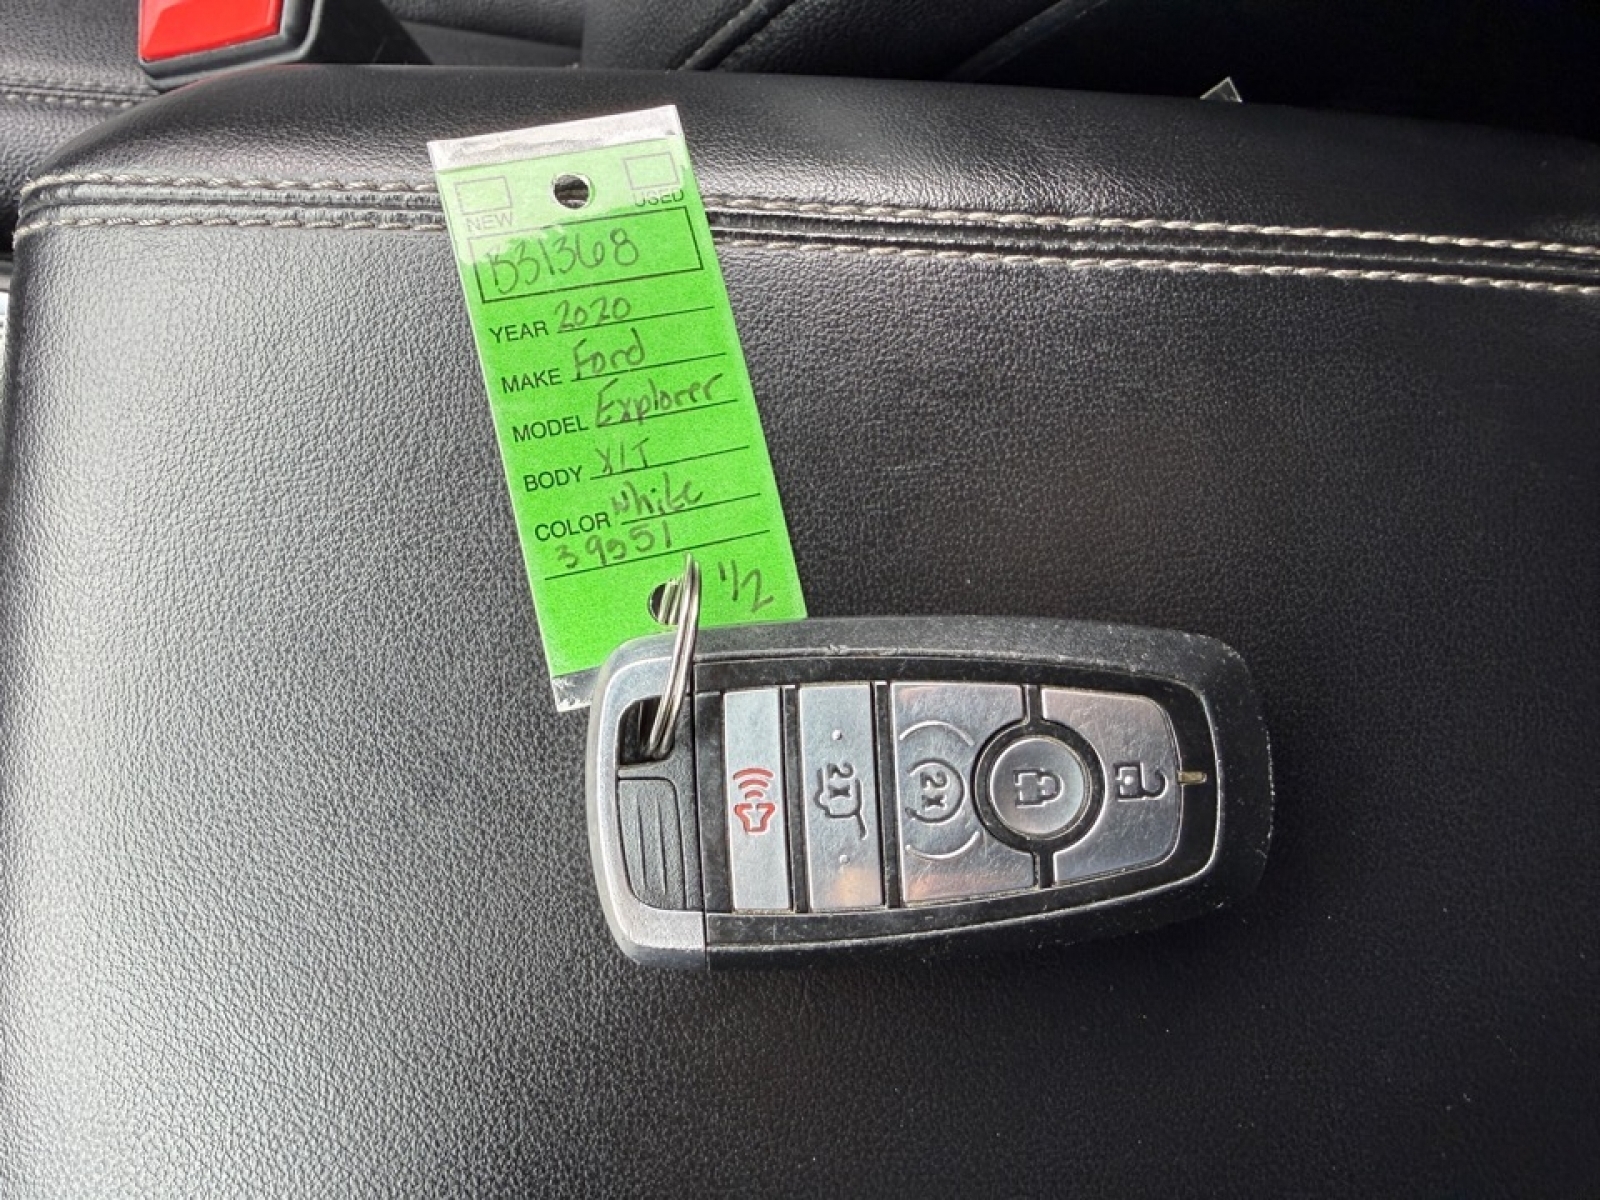 NEW USED
B31368
YEAR 2020
MAKE Ford
MODEL Explorer
BODY XLT
COLOR White
39551
1/2
2x
2x